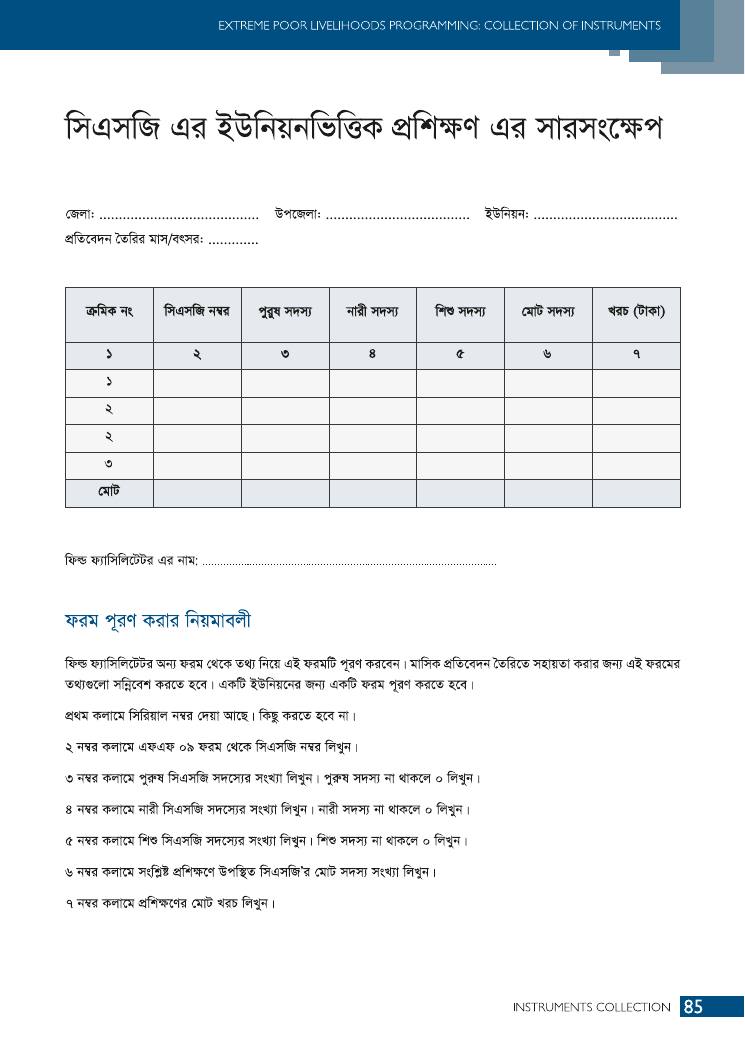 EXTREME POOR LIVELIHOODS PROGRAMMING: COLLECTION OF INSTRUMENTS
সিএসজি এর ইউনিয়নভিত্তিক প্রশিক্ষণ এর সারসংক্ষেপ
জেলা: ......................................... উপজেলা: ..................................... ইউনিয়ন: .....................................
প্রতিবেদন তৈরির মাস/বৎসর: .............
ক্রমিক নং সিএসজি নম্বর পুরুষ সদস্য নারী সদস্য শিশু সদস্য মোট সদস্য খরচ (টাকা)
১ ২ ৩ ৪ ৫ ৬ ৭
১
২
২
৩
মোট
ফিল্ড ফ্যাসিলিটেটর এর নাম: ....................................................................................................
ফরম পূরণ করার নিয়মাবলী
ফিল্ড ফ্যাসিলিটেটর অন্য ফরম থেকে তথ্য নিয়ে এই ফরমটি পূরণ করবেন। মাসিক প্রতিবেদন তৈরিতে সহায়তা করার জন্য এই ফরমের
তথ্যগুলো সন্নিবেশ করতে হবে। একটি ইউনিয়নের জন্য একটি ফরম পূরণ করতে হবে।
প্রথম কলামে সিরিয়াল নম্বর দেয়া আছে। কিছু করতে হবে না।
২ নম্বর কলামে এফএফ ০৯ ফরম থেকে সিএসজি নম্বর লিখুন।
৩ নম্বর কলামে পুরুষ সিএসজি সদস্যের সংখ্যা লিখুন। পুরুষ সদস্য না থাকলে ০ লিখুন।
৪ নম্বর কলামে নারী সিএসজি সদস্যের সংখ্যা লিখুন। নারী সদস্য না থাকলে ০ লিখুন।
৫ নম্বর কলামে শিশু সিএসজি সদস্যের সংখ্যা লিখুন। শিশু সদস্য না থাকলে ০ লিখুন।
৬ নম্বর কলামে সংশ্লিষ্ট প্রশিক্ষণে উপস্থিত সিএসজি'র মোট সদস্য সংখ্যা লিখুন।
৭ নম্বর কলামে প্রশিক্ষণের মোট খরচ লিখুন।
INSTRUMENTS COLLECTION 85